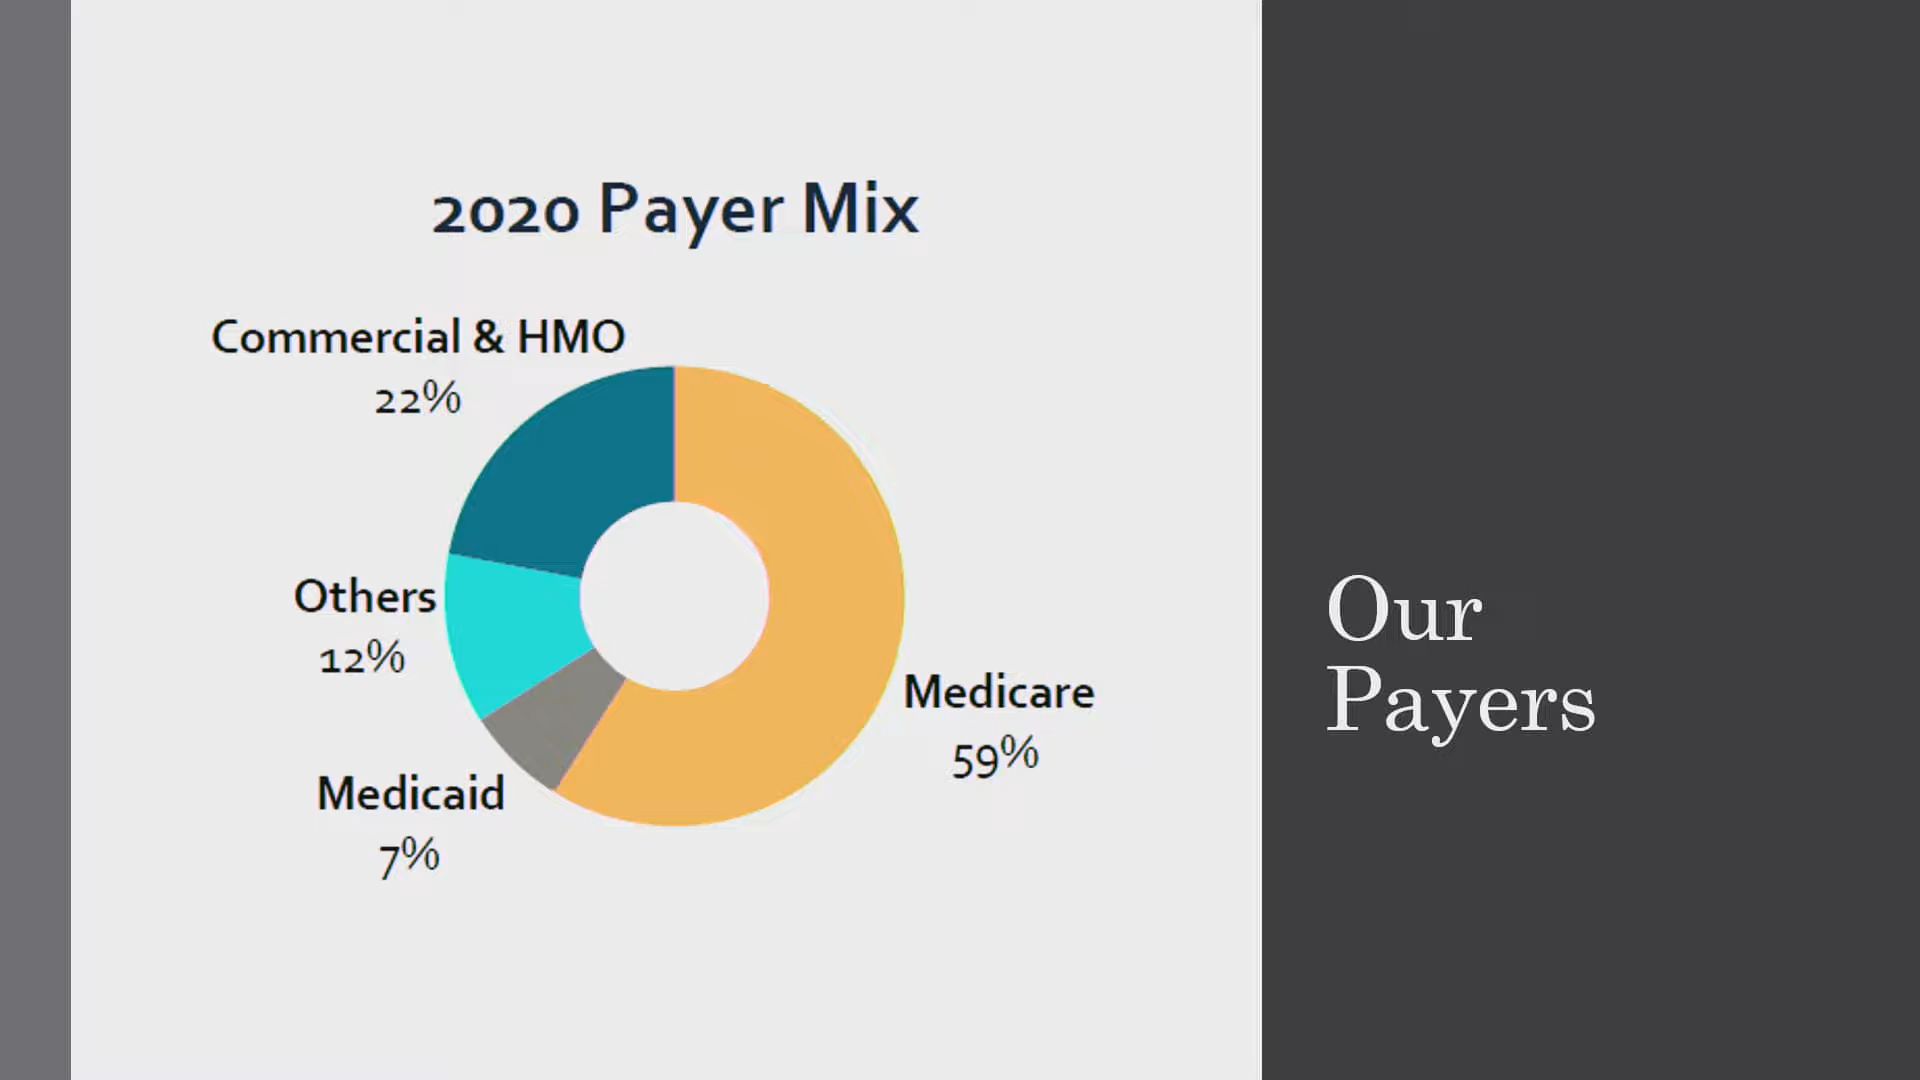 2020 Payer Mix
Commercial & HMO
22%
Others
12%
Medicare
59%
Medicaid
7%
Our
Payers